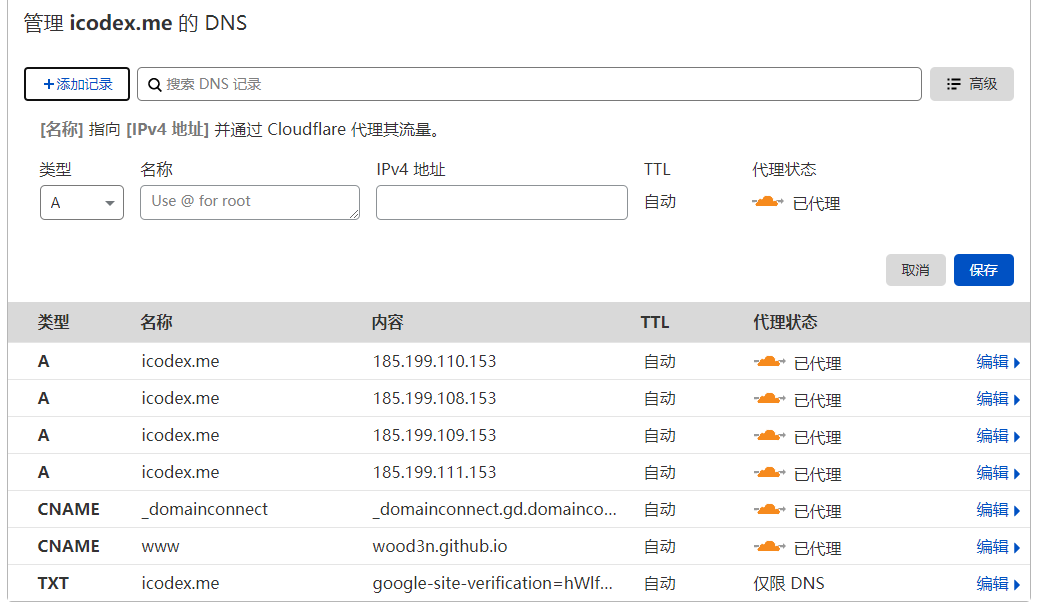 管理 icodex.me 的 DNS
+添加记录 搜索 DNS 记录 高级
[名称] 指向 [IPv4 地址] 并通过 Cloudflare 代理其流量。
类型 名称 IPv4 地址 TTL 代理状态
A Use @ for root 自动 已代理
取消 保存
类型 名称 内容 TTL 代理状态
A icodex.me 185.199.110.153 自动 已代理 编辑
A icodex.me 185.199.108.153 自动 已代理 编辑
A icodex.me 185.199.109.153 自动 已代理 编辑
A icodex.me 185.199.111.153 自动 已代理 编辑
CNAME _domainconnect _domainconnect.gd.domainco... 自动 已代理 编辑
CNAME www wood3n.github.io 自动 已代理 编辑
TXT icodex.me google-site-verification=hWlf... 自动 仅限 DNS 编辑